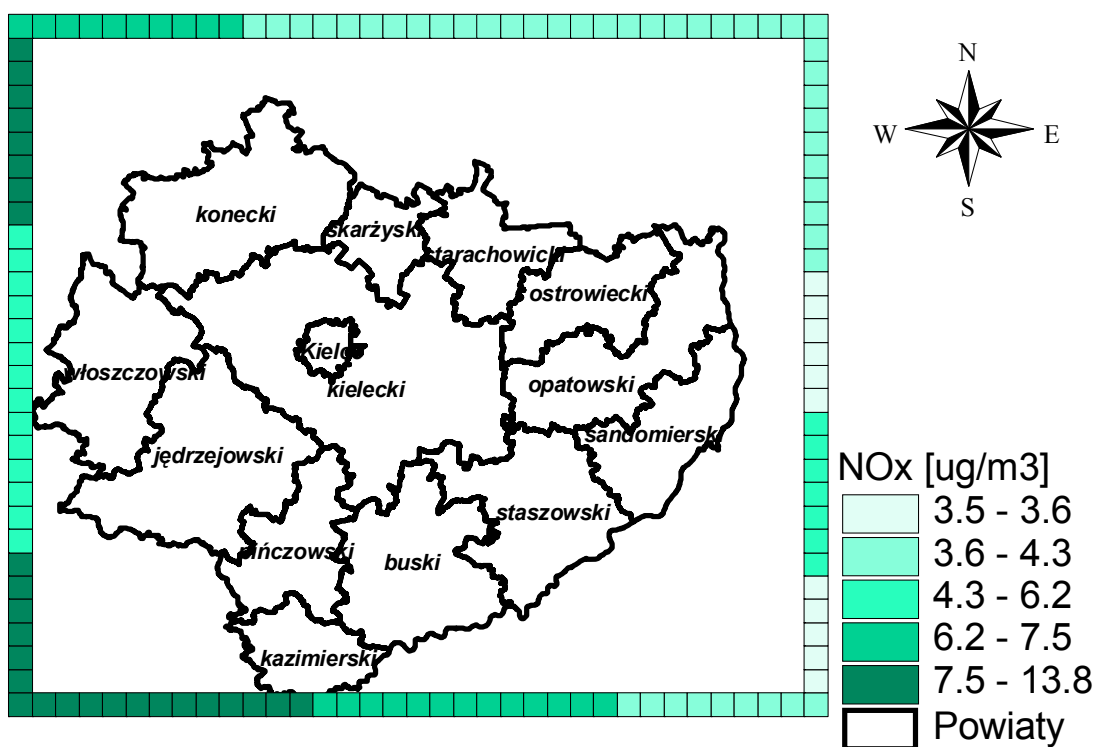 N
W E
S
konecki
skarżyski
starachowicki
ostrowiecki
Kielce
włoszczowski
kielecki
opatowski
sandomierski
jędrzejowski
staszowski
pińczowski
buski
kazimierski
NOx [ug/m3]
3.5 - 3.6
3.6 - 4.3
4.3 - 6.2
6.2 - 7.5
7.5 - 13.8
Powiaty